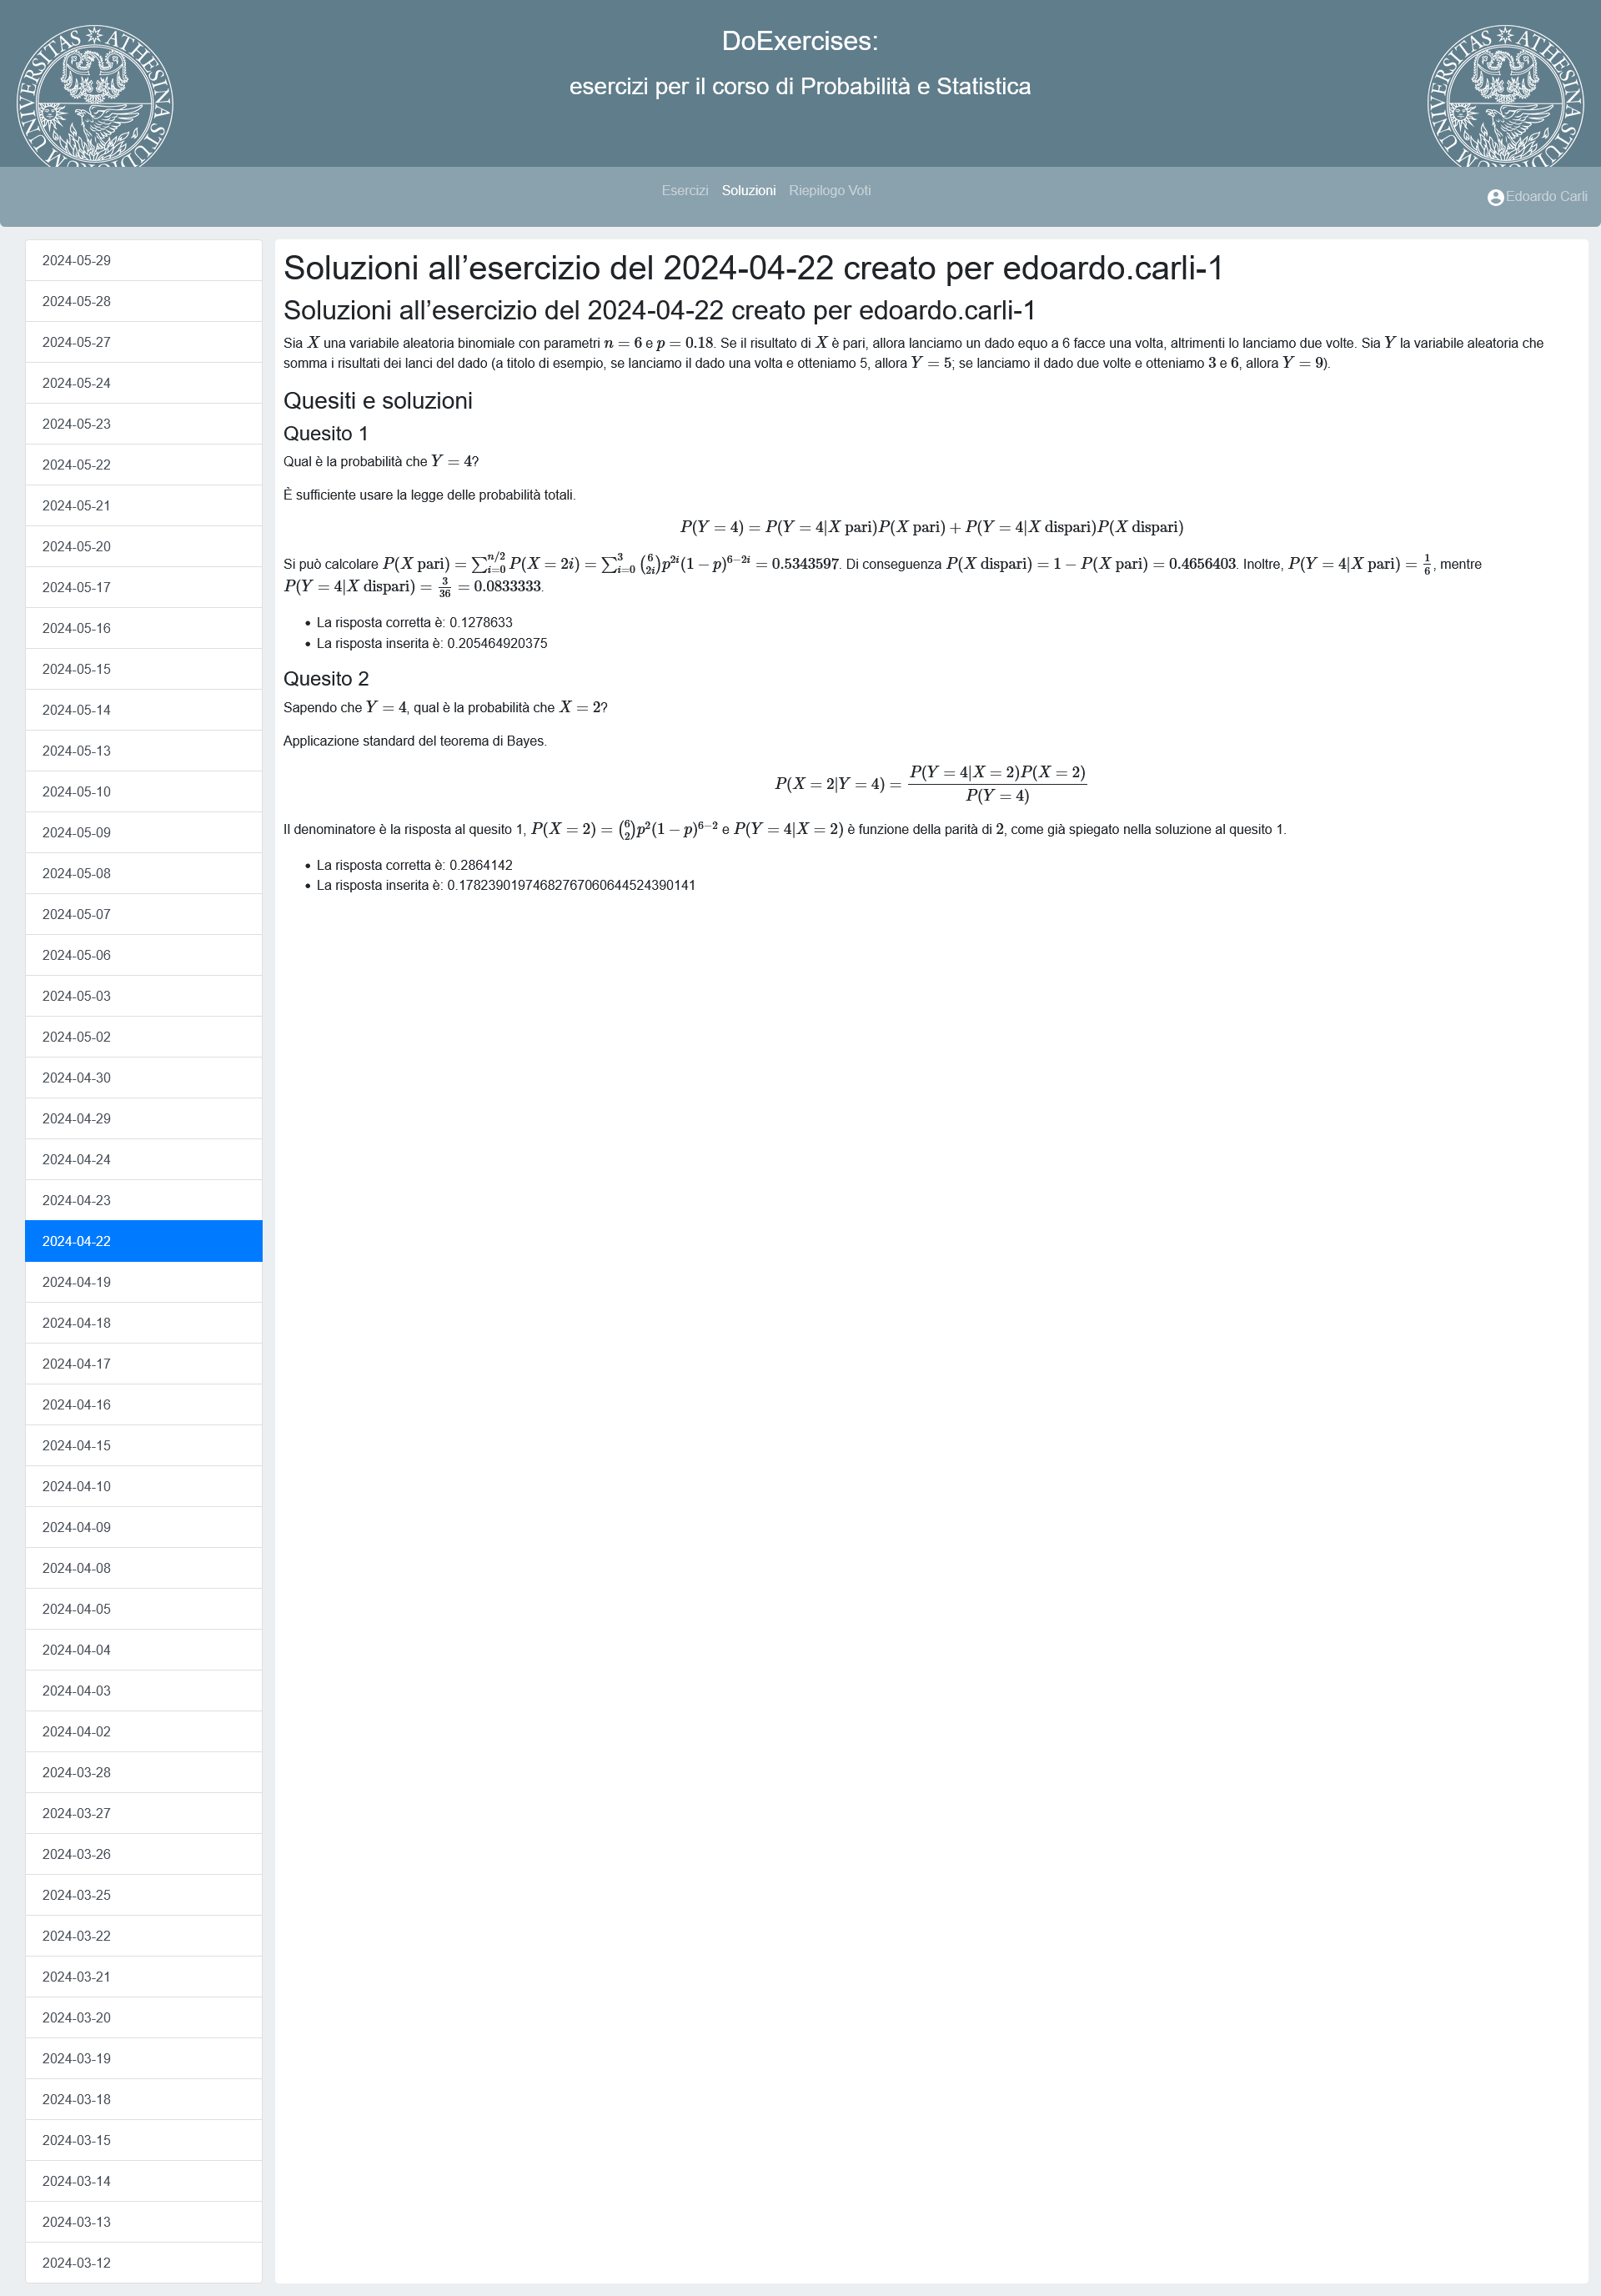 UNIVERSITAS ATHESINA STUDIORUM
DoExercises:
esercizi per il corso di Probabilità e Statistica
UNIVERSITAS ATHESINA STUDIORUM
Esercizi Soluzioni Riepilogo Voti
Edoardo Carli
2024-05-29
2024-05-28
2024-05-27
2024-05-24
2024-05-23
2024-05-22
2024-05-21
2024-05-20
2024-05-17
2024-05-16
2024-05-15
2024-05-14
2024-05-13
2024-05-10
2024-05-09
2024-05-08
2024-05-07
2024-05-06
2024-05-03
2024-05-02
2024-04-30
2024-04-29
2024-04-24
2024-04-23
2024-04-22
2024-04-19
2024-04-18
2024-04-17
2024-04-16
2024-04-15
2024-04-10
2024-04-09
2024-04-08
2024-04-05
2024-04-04
2024-04-03
2024-04-02
2024-03-28
2024-03-27
2024-03-26
2024-03-25
2024-03-22
2024-03-21
2024-03-20
2024-03-19
2024-03-18
2024-03-15
2024-03-14
2024-03-13
2024-03-12
Soluzioni all’esercizio del 2024-04-22 creato per edoardo.carli-1
Soluzioni all’esercizio del 2024-04-22 creato per edoardo.carli-1
Sia X una variabile aleatoria binomiale con parametri n = 6 e p = 0.18. Se il risultato di X è pari, allora lanciamo un dado equo a 6 facce una volta, altrimenti lo lanciamo due volte. Sia Y la variabile aleatoria che
somma i risultati dei lanci del dado (a titolo di esempio, se lanciamo il dado una volta e otteniamo 5, allora Y = 5; se lanciamo il dado due volte e otteniamo 3 e 6, allora Y = 9).
Quesiti e soluzioni
Quesito 1
Qual è la probabilità che Y = 4?
È sufficiente usare la legge delle probabilità totali.
P(Y = 4) = P(Y = 4|X pari)P(X pari) + P(Y = 4|X dispari)P(X dispari)
Si può calcolare P(X pari) = ∑_{i=0}^{n/2} P(X = 2i) = ∑_{i=0}^{3} (6 2i) p^{2i}(1 − p)^{6−2i} = 0.5343597. Di conseguenza P(X dispari) = 1 − P(X pari) = 0.4656403. Inoltre, P(Y = 4|X pari) = 1/6, mentre
P(Y = 4|X dispari) = 3/36 = 0.0833333.
• La risposta corretta è: 0.1278633
• La risposta inserita è: 0.205464920375
Quesito 2
Sapendo che Y = 4, qual è la probabilità che X = 2?
Applicazione standard del teorema di Bayes.
P(X = 2|Y = 4) = P(Y = 4|X = 2)P(X = 2) / P(Y = 4)
Il denominatore è la risposta al quesito 1, P(X = 2) = (6 2) p^2(1 − p)^{6−2} e P(Y = 4|X = 2) è funzione della parità di 2, come già spiegato nella soluzione al quesito 1.
• La risposta corretta è: 0.2864142
• La risposta inserita è: 0.1782390197468276706064452439014​1